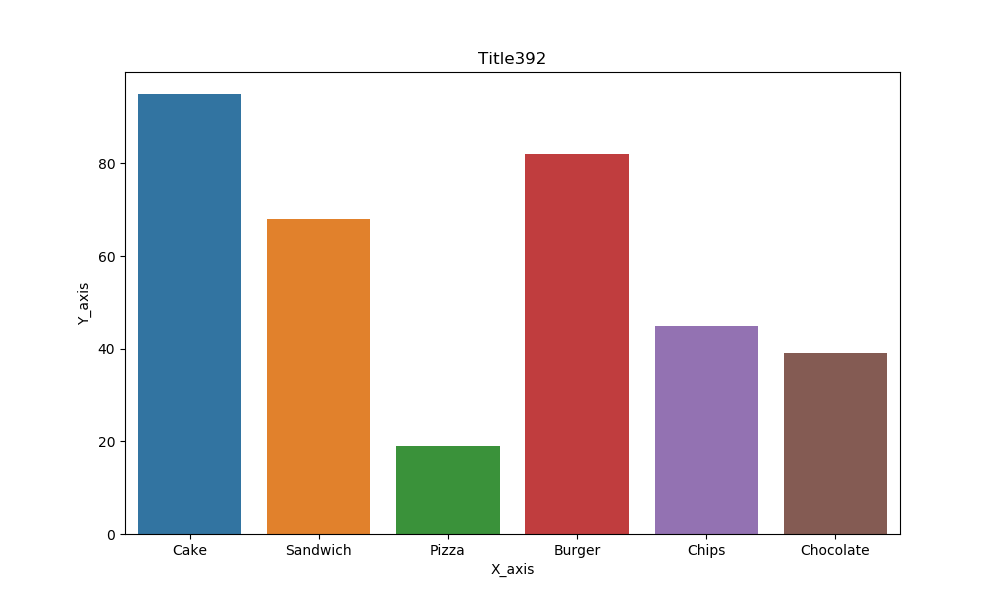 Title392
Y_axis
80
60
40
20
0
Cake Sandwich Pizza Burger Chips Chocolate
X_axis